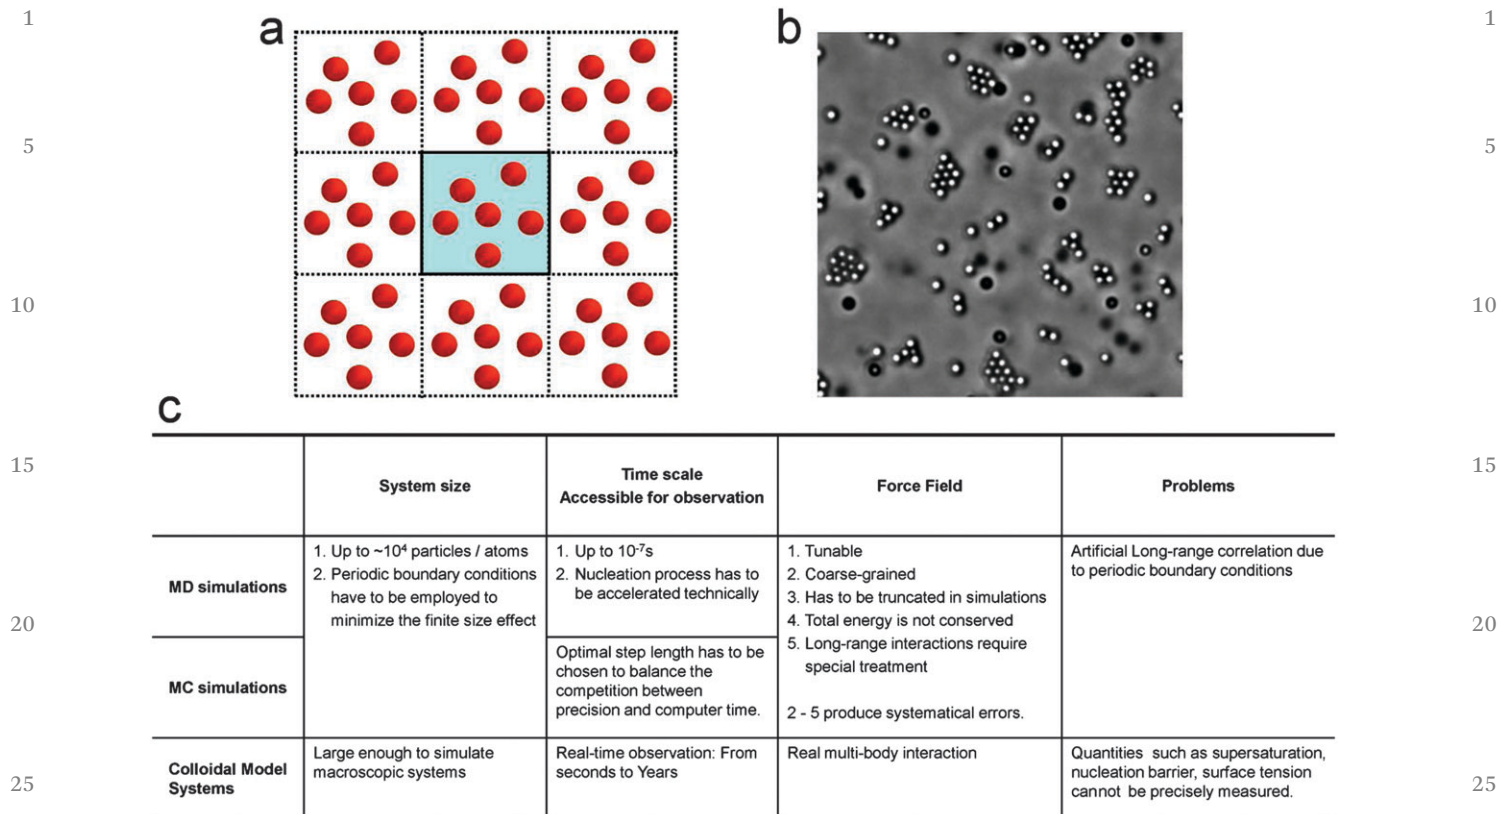 1
1
a
b
5
5
10
10
c
15
15
System size
Time scale
Accessible for observation
Force Field
Problems
MD simulations
1. Up to ~10⁴ particles / atoms
2. Periodic boundary conditions
have to be employed to
minimize the finite size effect
1. Up to 10⁻⁷s
2. Nucleation process has to
be accelerated technically
1. Tunable
2. Coarse-grained
3. Has to be truncated in simulations
4. Total energy is not conserved
5. Long-range interactions require
special treatment
2 - 5 produce systematical errors.
Artificial Long-range correlation due
to periodic boundary conditions
20
20
MC simulations
Optimal step length has to be
chosen to balance the
competition between
precision and computer time.
Colloidal Model
Systems
Large enough to simulate
macroscopic systems
Real-time observation: From
seconds to Years
Real multi-body interaction
Quantities such as supersaturation,
nucleation barrier, surface tension
cannot be precisely measured.
25
25